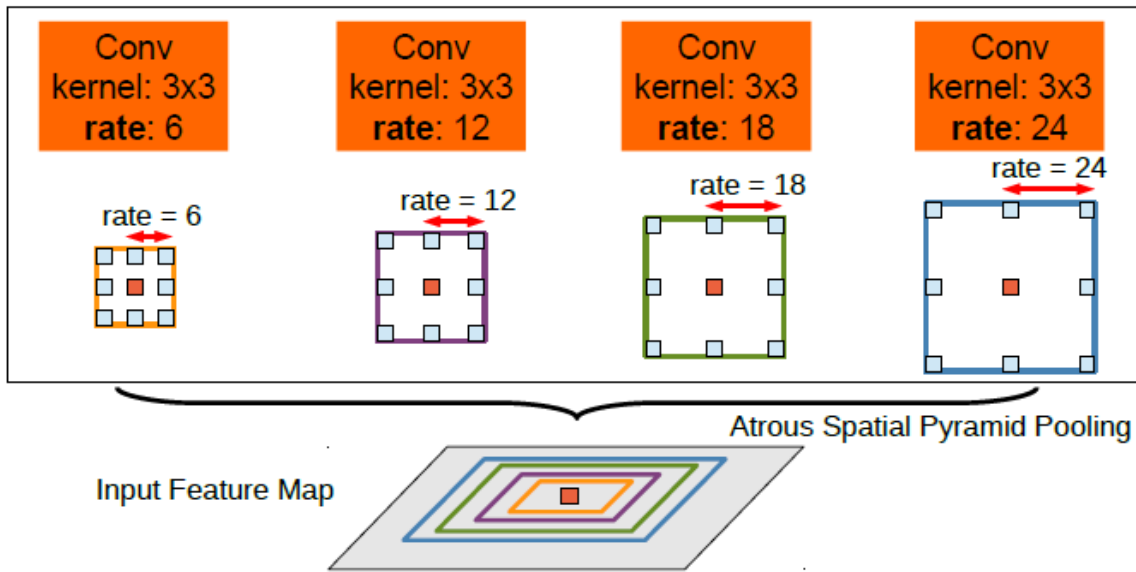 Conv
kernel: 3x3
rate: 6
Conv
kernel: 3x3
rate: 12
Conv
kernel: 3x3
rate: 18
Conv
kernel: 3x3
rate: 24
rate = 6
rate = 12
rate = 18
rate = 24
Atrous Spatial Pyramid Pooling
Input Feature Map